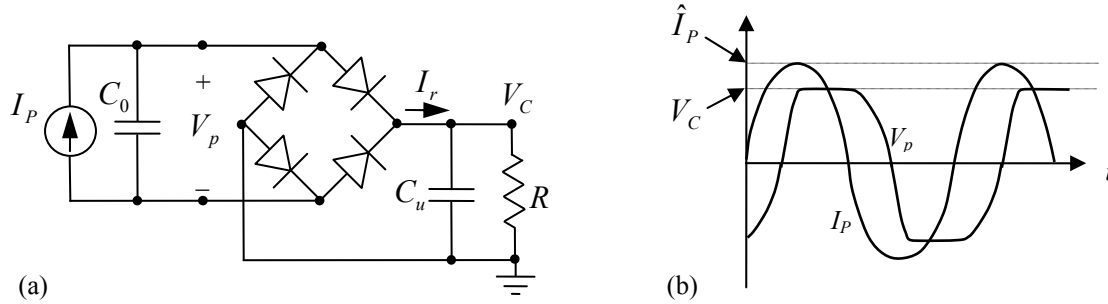 I_P
C_0
+
V_p
–
I_r
V_C
C_u
R
(a)
Î_P
V_C
V_p
I_P
t
(b)